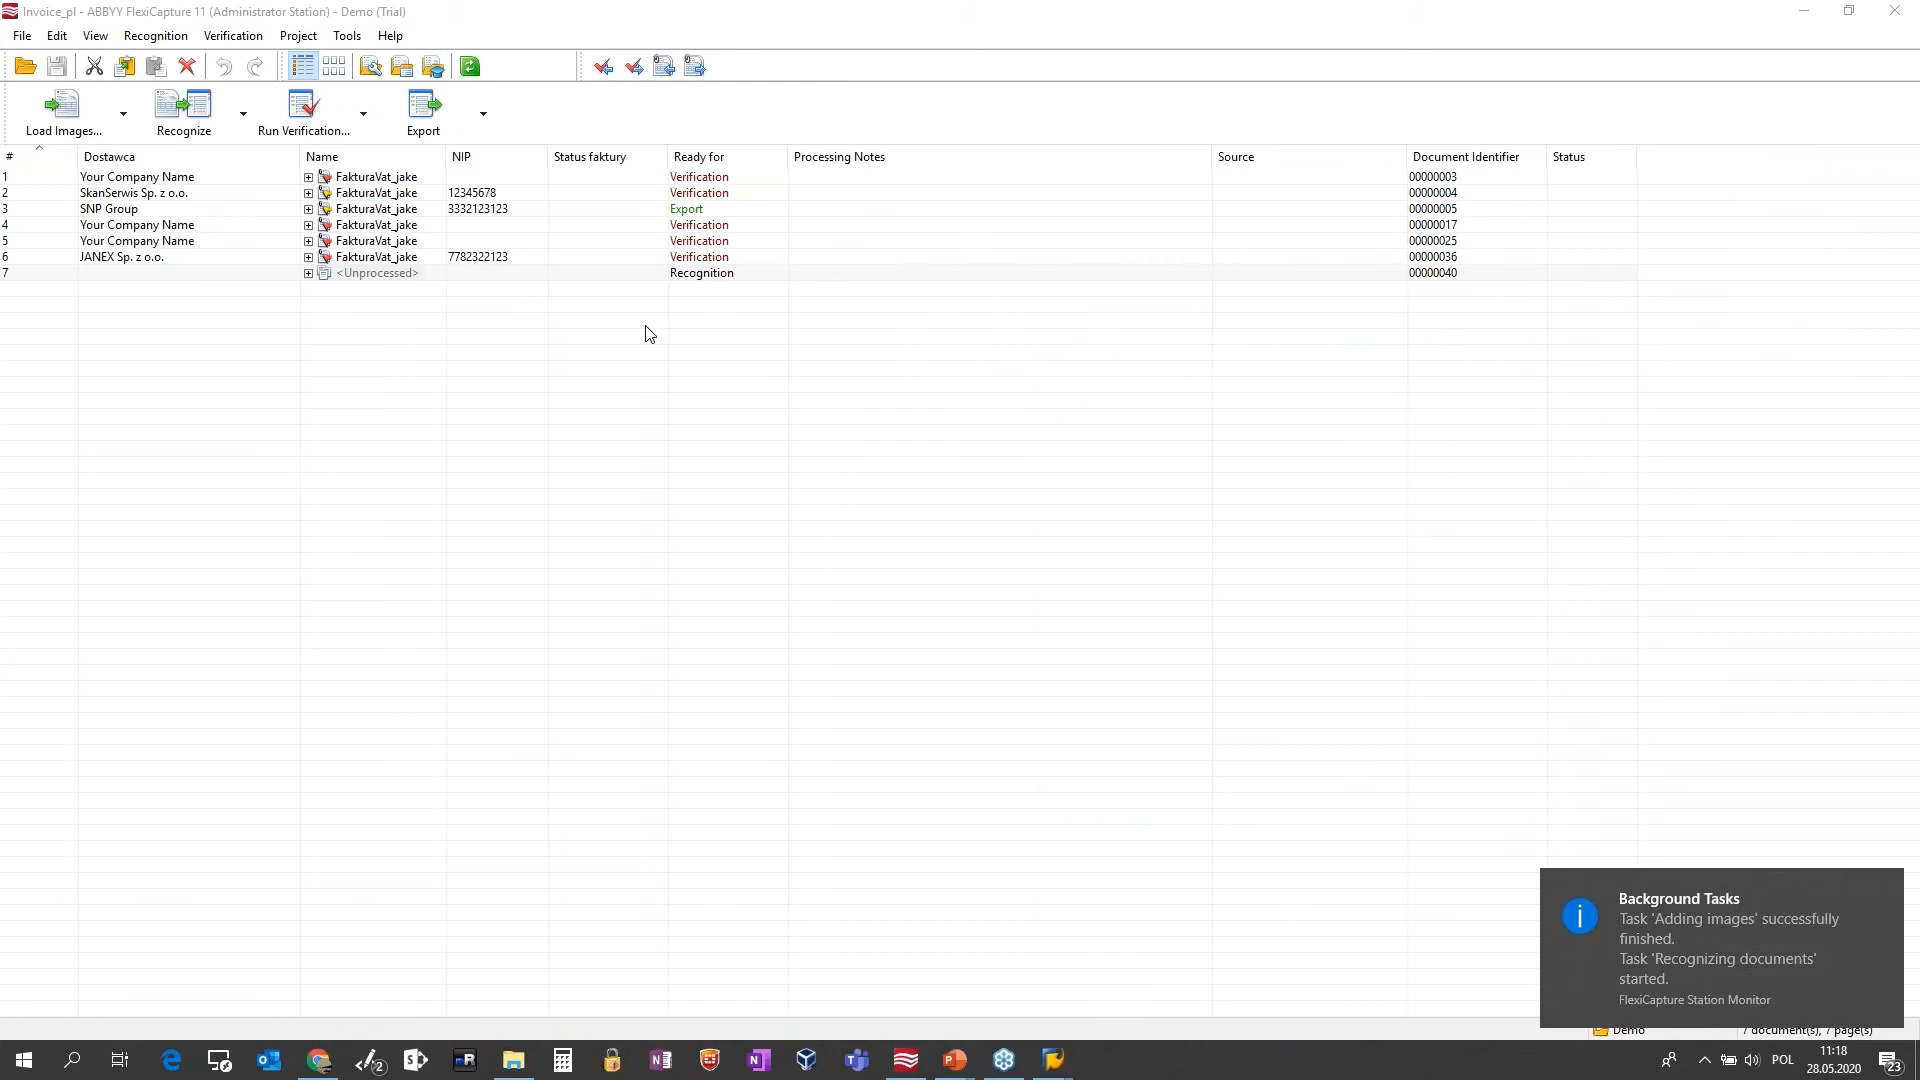 Invoice_pl - ABBYY FlexiCapture 11 (Administrator Station) - Demo (Trial)
File Edit View Recognition Verification Project Tools Help
Load Images... Recognize Run Verification... Export
# Dostawca Name NIP Status faktury Ready for Processing Notes Source Document Identifier Status
1 Your Company Name FakturaVat_jake Verification 00000003
2 SkanSerwis Sp. z o.o. FakturaVat_jake 12345678 Verification 00000004
3 SNP Group FakturaVat_jake 3332123123 Export 00000005
4 Your Company Name FakturaVat_jake Verification 00000017
5 Your Company Name FakturaVat_jake Verification 00000025
6 JANEX Sp. z o.o. FakturaVat_jake 7782322123 Verification 00000036
7 <Unprocessed> Recognition 00000040
Background Tasks
Task 'Adding images' successfully
finished.
Task 'Recognizing documents'
started.
FlexiCapture Station Monitor
Demo 7 document(s), 7 page(s)
POL 11:18
28.05.2020 23